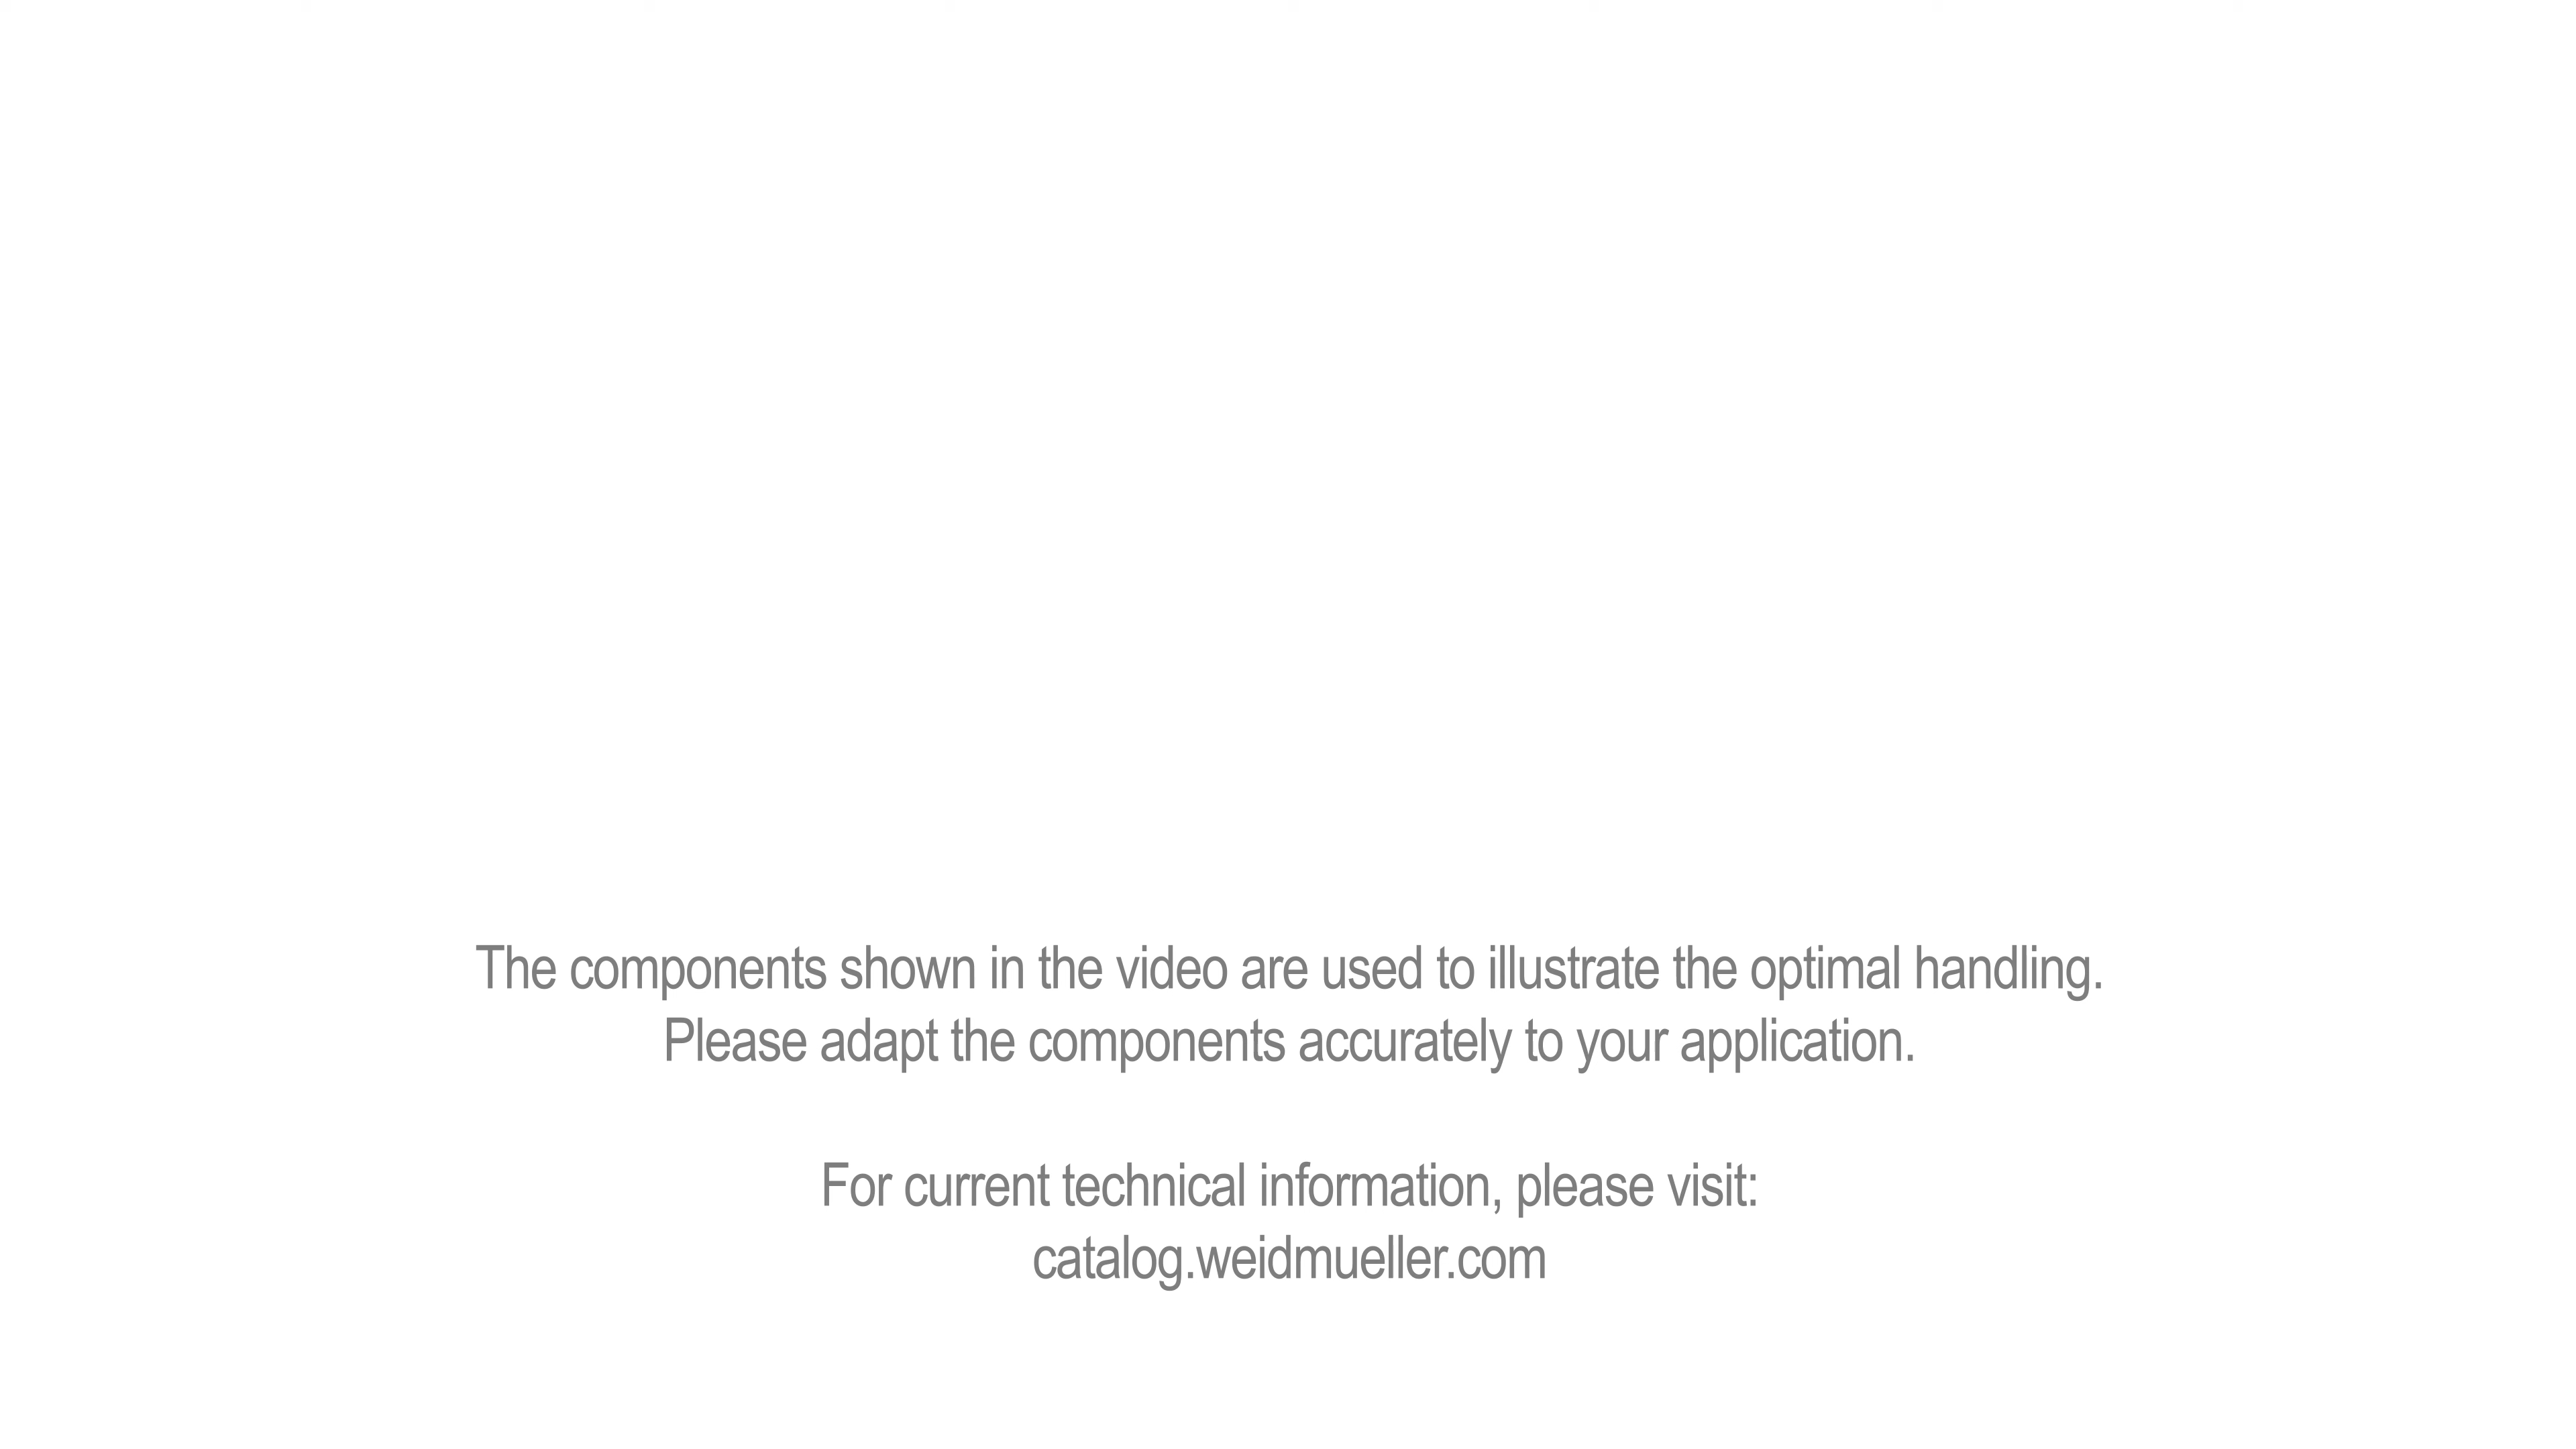 The components shown in the video are used to illustrate the optimal handling.
Please adapt the components accurately to your application.
For current technical information, please visit:
catalog.weidmueller.com